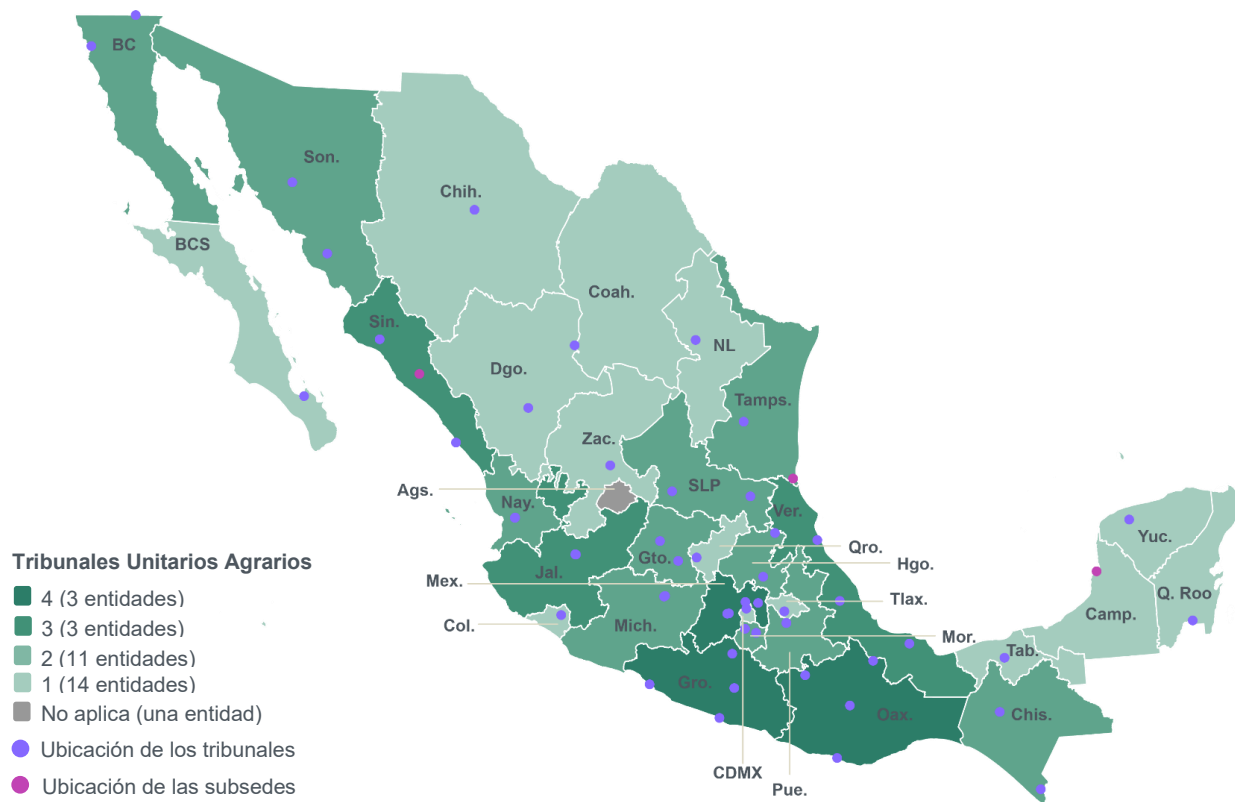 BC
Son.
Chih.
BCS
Coah.
Sin.
NL
Dgo.
Tamps.
Zac.
Ags.
SLP
Nay.
Ver.
Yuc.
Qro.
Tribunales Unitarios Agrarios
Gto.
Hgo.
Jal.
Mex.
4 (3 entidades)
Q. Roo
Tlax.
3 (3 entidades)
Camp.
Col.
Mich.
Mor.
2 (11 entidades)
Tab.
1 (14 entidades)
Gro.
No aplica (una entidad)
Oax.
Chis.
Ubicación de los tribunales
CDMX
Ubicación de las subsedes
Pue.